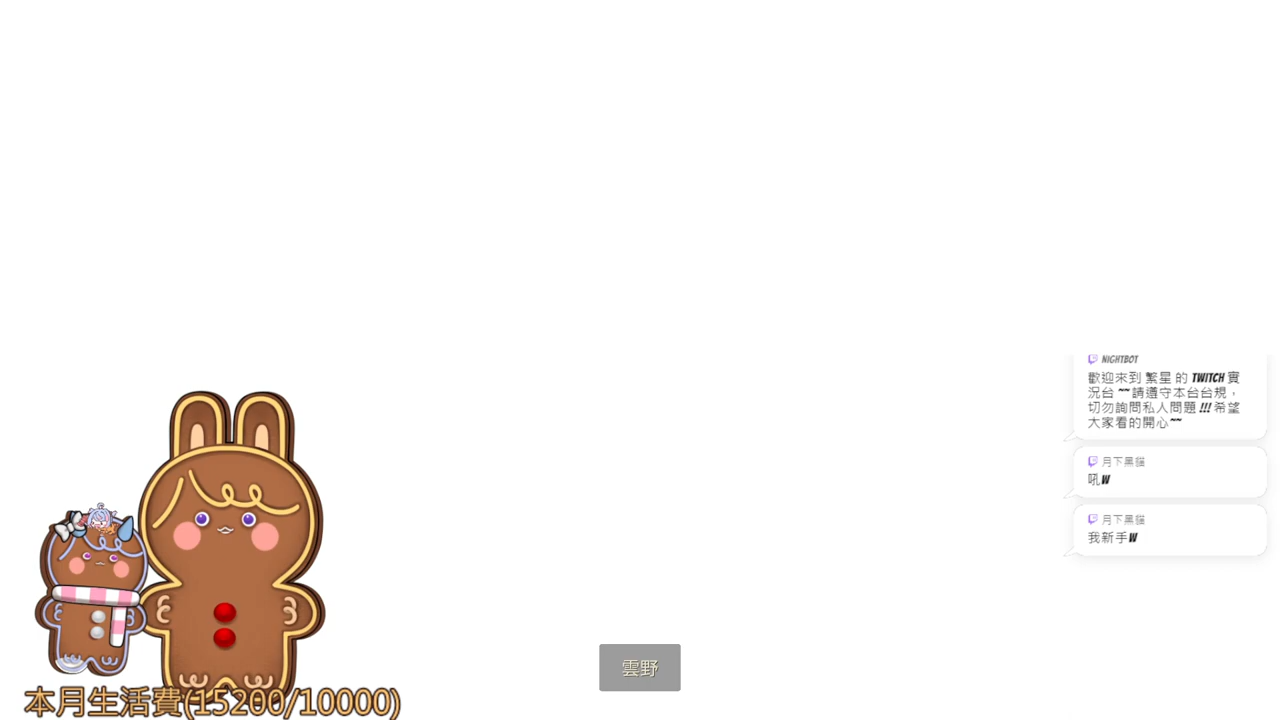 NIGHTBOT
歡迎來到 繁星 的 TWITCH 實
況台 ~~請遵守本台台規，
切勿詢問私人問題 !!! 希望
大家看的開心~~
月下黑貓
吼W
月下黑貓
我新手W
雲野
本月生活費(15200/10000)